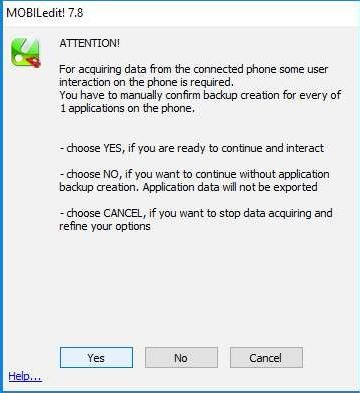 MOBILedit! 7.8
ATTENTION!
For acquiring data from the connected phone some user
interaction on the phone is required.
You have to manually confirm backup creation for every of
1 applications on the phone.
- choose YES, if you are ready to continue and interact
- choose NO, if you want to continue without application
backup creation. Application data will not be exported
- choose CANCEL, if you want to stop data acquiring and
refine your options
Yes
No
Cancel
Help...